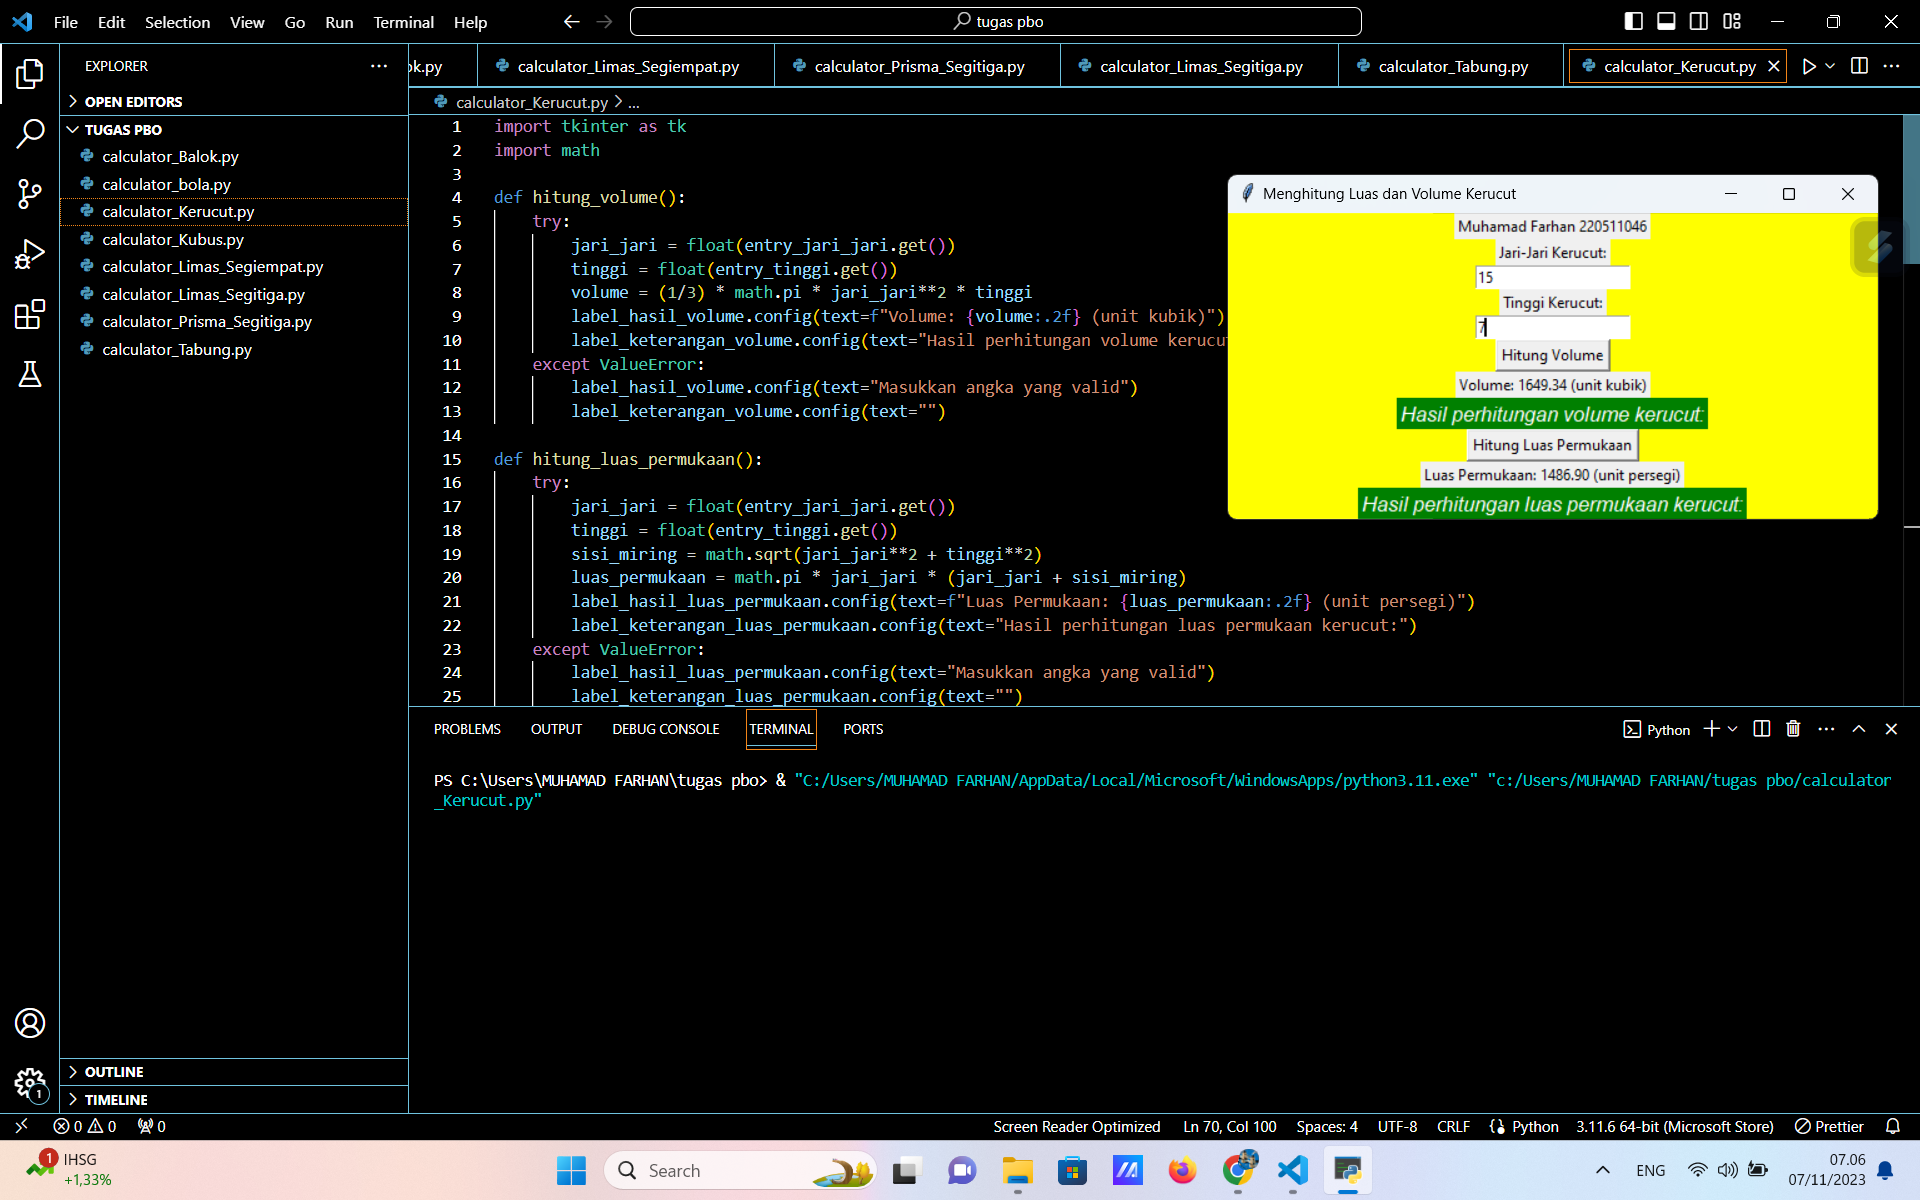 File Edit Selection View Go Run Terminal Help
tugas pbo
EXPLORER
OPEN EDITORS
TUGAS PBO
calculator_Balok.py
calculator_bola.py
calculator_Kerucut.py
calculator_Kubus.py
calculator_Limas_Segiempat.py
calculator_Limas_Segitiga.py
calculator_Prisma_Segitiga.py
calculator_Tabung.py
OUTLINE
TIMELINE
ok.py calculator_Limas_Segiempat.py calculator_Prisma_Segitiga.py calculator_Limas_Segitiga.py calculator_Tabung.py calculator_Kerucut.py
calculator_Kerucut.py > ...
1 import tkinter as tk
2 import math
3
4 def hitung_volume():
5 try:
6 jari_jari = float(entry_jari_jari.get())
7 tinggi = float(entry_tinggi.get())
8 volume = (1/3) * math.pi * jari_jari**2 * tinggi
9 label_hasil_volume.config(text=f"Volume: {volume:.2f} (unit kubik)")
10 label_keterangan_volume.config(text="Hasil perhitungan volume kerucu
11 except ValueError:
12 label_hasil_volume.config(text="Masukkan angka yang valid")
13 label_keterangan_volume.config(text="")
14
15 def hitung_luas_permukaan():
16 try:
17 jari_jari = float(entry_jari_jari.get())
18 tinggi = float(entry_tinggi.get())
19 sisi_miring = math.sqrt(jari_jari**2 + tinggi**2)
20 luas_permukaan = math.pi * jari_jari * (jari_jari + sisi_miring)
21 label_hasil_luas_permukaan.config(text=f"Luas Permukaan: {luas_permukaan:.2f} (unit persegi)")
22 label_keterangan_luas_permukaan.config(text="Hasil perhitungan luas permukaan kerucut:")
23 except ValueError:
24 label_hasil_luas_permukaan.config(text="Masukkan angka yang valid")
25 label_keterangan_luas_permukaan.config(text="")
Menghitung Luas dan Volume Kerucut
Muhamad Farhan 220511046
Jari-Jari Kerucut:
15
Tinggi Kerucut:
7
Hitung Volume
Volume: 1649.34 (unit kubik)
Hasil perhitungan volume kerucut:
Hitung Luas Permukaan
Luas Permukaan: 1486.90 (unit persegi)
Hasil perhitungan luas permukaan kerucut:
PROBLEMS OUTPUT DEBUG CONSOLE TERMINAL PORTS
Python
PS C:\Users\MUHAMAD FARHAN\tugas pbo> & "C:/Users/MUHAMAD FARHAN/AppData/Local/Microsoft/WindowsApps/python3.11.exe" "c:/Users/MUHAMAD FARHAN/tugas pbo/calculator
_Kerucut.py"
1
0 0 0
Screen Reader Optimized Ln 70, Col 100 Spaces: 4 UTF-8 CRLF Python 3.11.6 64-bit (Microsoft Store) Prettier
1 IHSG
+1,33%
Search
ENG
07.06
07/11/2023